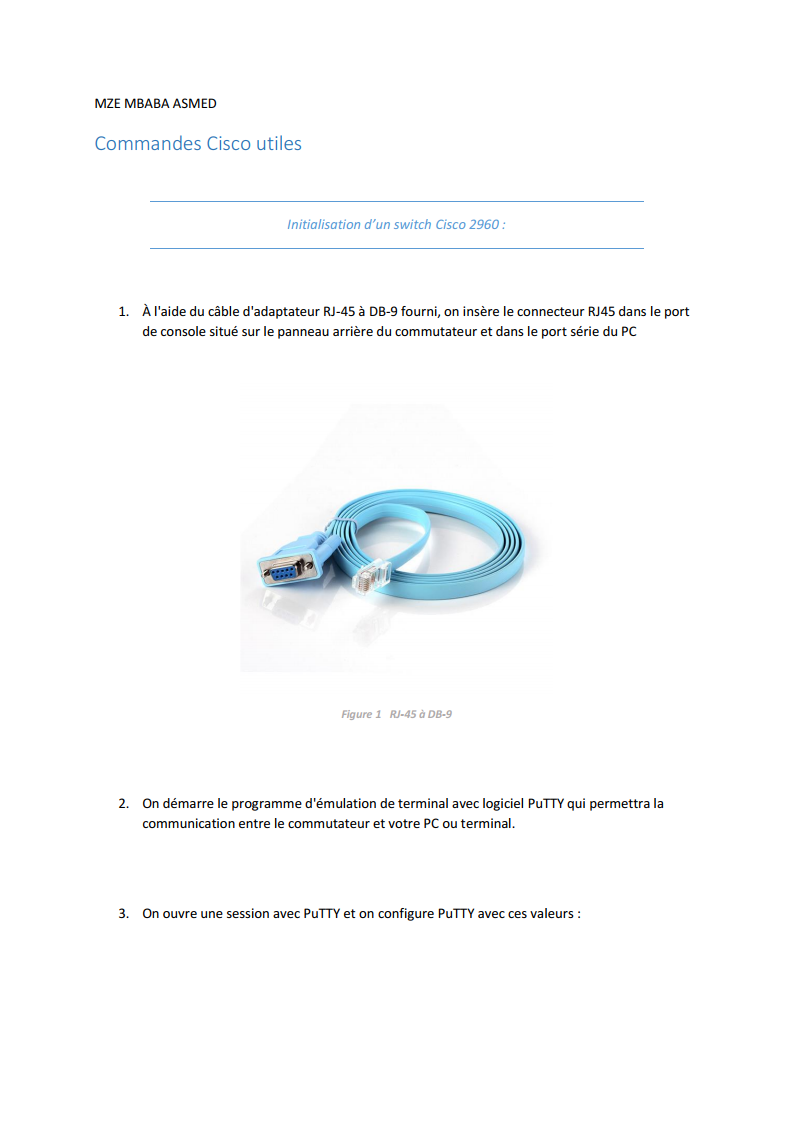 MZE MBABA ASMED
Commandes Cisco utiles
Initialisation d’un switch Cisco 2960 :
1. À l'aide du câble d'adaptateur RJ-45 à DB-9 fourni, on insère le connecteur RJ45 dans le port
de console situé sur le panneau arrière du commutateur et dans le port série du PC
Figure 1 RJ-45 à DB-9
2. On démarre le programme d'émulation de terminal avec logiciel PuTTY qui permettra la
communication entre le commutateur et votre PC ou terminal.
3. On ouvre une session avec PuTTY et on configure PuTTY avec ces valeurs :